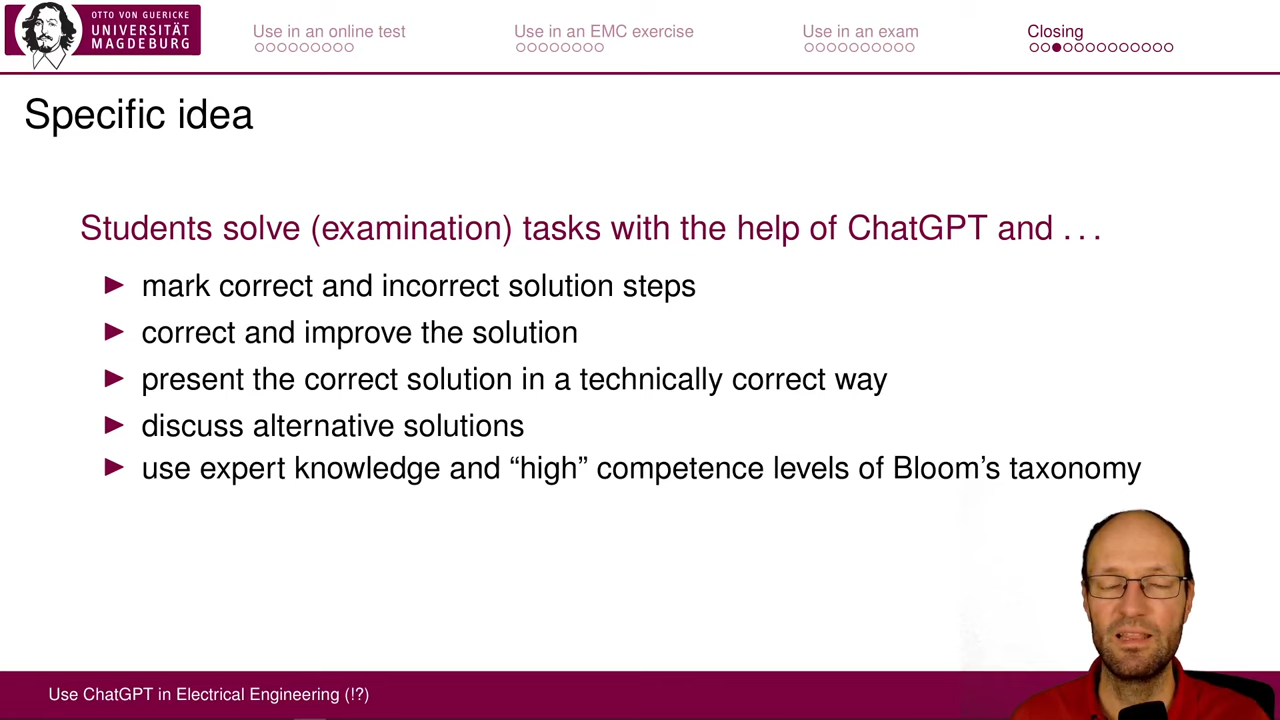 OTTO VON GUERICKE
UNIVERSITÄT
MAGDEBURG
Use in an online test
Use in an EMC exercise
Use in an exam
Closing
Specific idea
Students solve (examination) tasks with the help of ChatGPT and . . .
mark correct and incorrect solution steps
correct and improve the solution
present the correct solution in a technically correct way
discuss alternative solutions
use expert knowledge and “high” competence levels of Bloom’s taxonomy
Use ChatGPT in Electrical Engineering (!?)